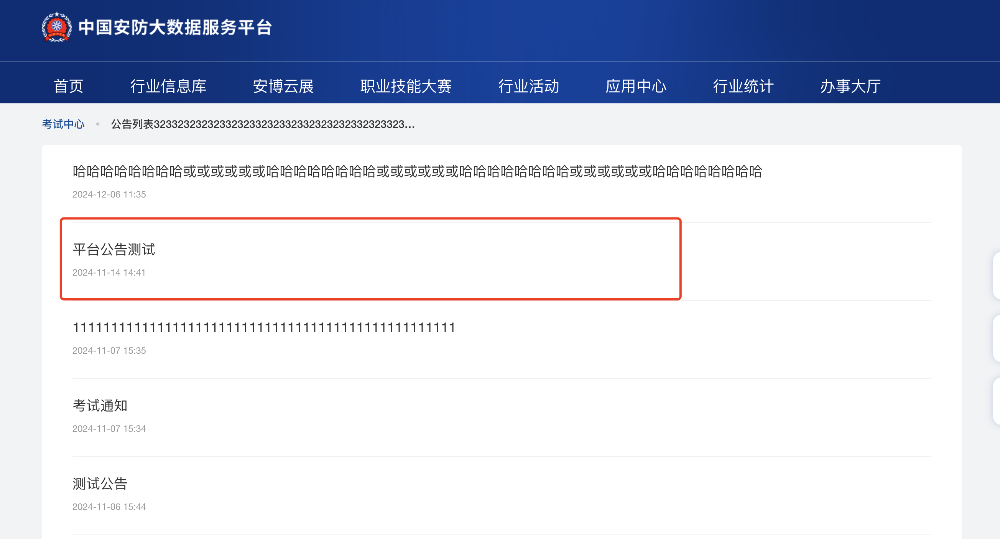 中国安防大数据服务平台
首页 行业信息库 安博云展 职业技能大赛 行业活动 应用中心 行业统计 办事大厅
考试中心 • 公告列表323323232323323233232332332323232332323323...
哈哈哈哈哈哈哈哈或或或或或或哈哈哈哈哈哈哈哈或或或或或或哈哈哈哈哈哈哈哈或或或或或或哈哈哈哈哈哈哈哈
2024-12-06 11:35
平台公告测试
2024-11-14 14:41
11111111111111111111111111111111111111111111111111
2024-11-07 15:35
考试通知
2024-11-07 15:34
测试公告
2024-11-06 15:44